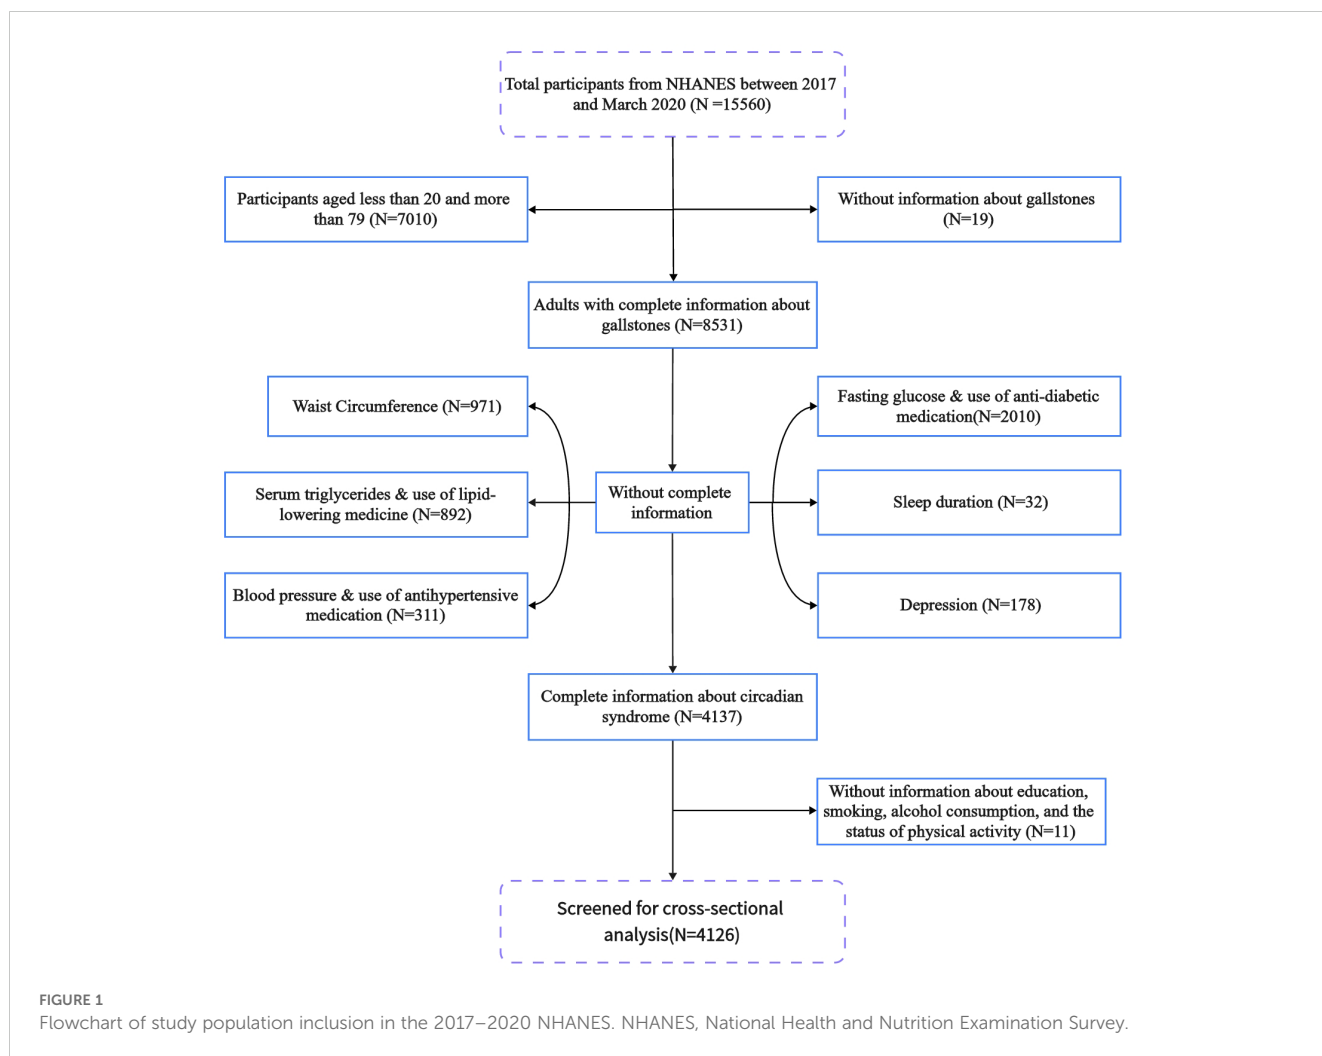 Total participants from NHANES between 2017
and March 2020 (N =15560)
Participants aged less than 20 and more
than 79 (N=7010)
Without information about gallstones
(N=19)
Adults with complete information about
gallstones (N=8531)
Waist Circumference (N=971)
Fasting glucose & use of anti-diabetic
medication(N=2010)
Serum triglycerides & use of lipid-
lowering medicine (N=892)
Without complete
information
Sleep duration (N=32)
Blood pressure & use of antihypertensive
medication (N=311)
Depression (N=178)
Complete information about circadian
syndrome (N=4137)
Without information about education,
smoking, alcohol consumption, and the
status of physical activity (N=11)
Screened for cross-sectional
analysis(N=4126)
FIGURE 1
Flowchart of study population inclusion in the 2017–2020 NHANES. NHANES, National Health and Nutrition Examination Survey.